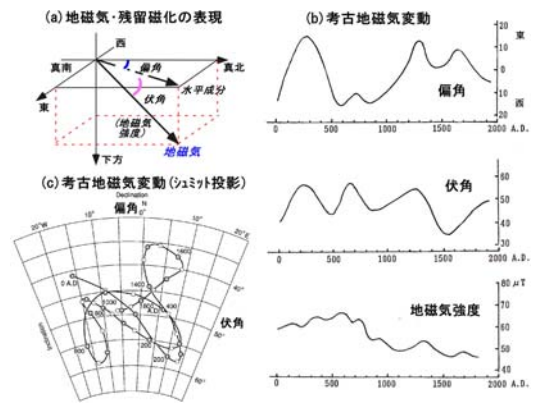 (a)地磁気・残留磁化の表現
西
真南
真北
偏角
水平成分
東
伏角
(地磁気
強度)
地磁気
下方
(b)考古地磁気変動
20
東
10
0
偏角
10
西
20
0
500
1000
1500
2000 A.D.
伏角
60
50
40
30
0
500
1000
1500
2000 A.D.
地磁気強度
80 μT
70
60
50
40
0
500
1000
1500
2000
A.D.
(c)考古地磁気変動(シュミット投影)
Declination
偏角
N
20°W
10°
0°
10°
20°E
40°
50°
60°
伏角
Inclination
0 A.D.
1400
1200